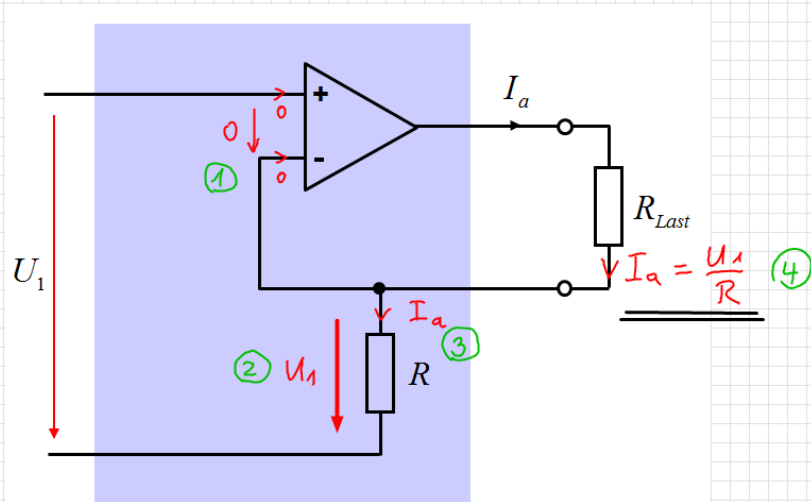 I_a
+
0
0
-
0
①
R_Last
U_1
I_a = U_1/R ④
I_a
③
② U_1
R